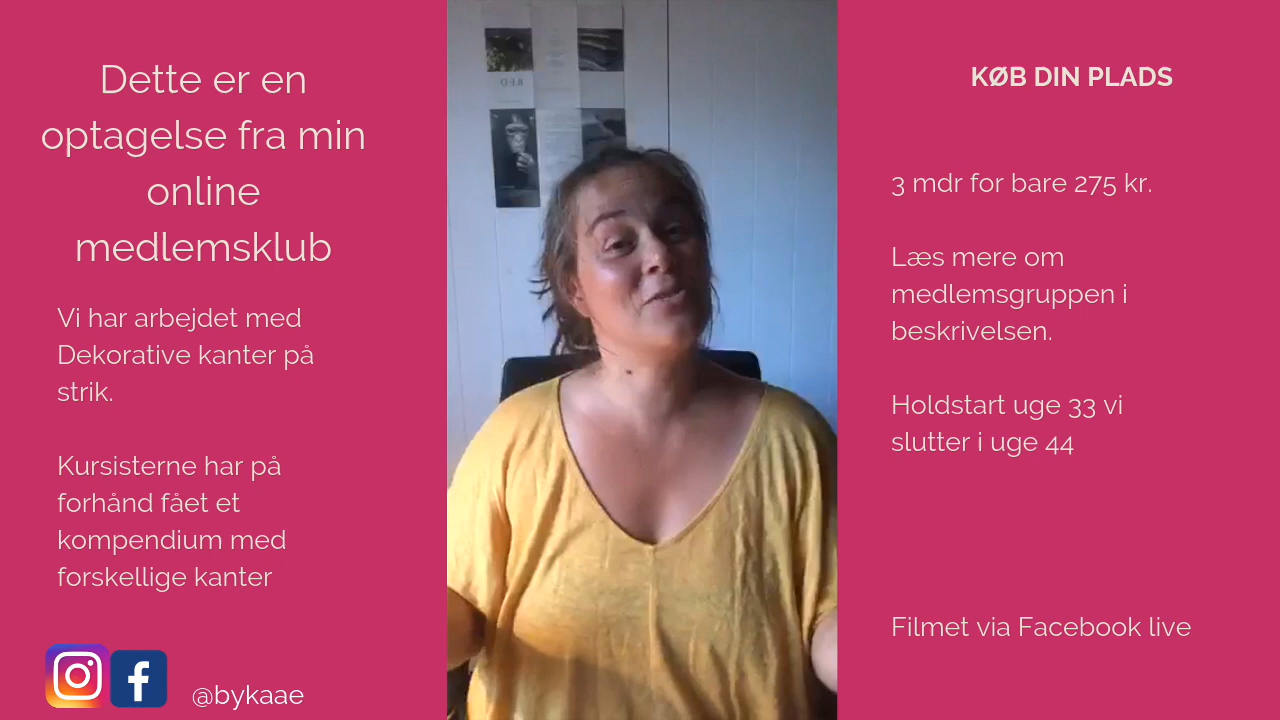 Dette er en
optagelse fra min
online
medlemsklub
Vi har arbejdet med
Dekorative kanter på
strik.
Kursisterne har på
forhånd fået et
kompendium med
forskellige kanter
@bykaae
KØB DIN PLADS
3 mdr for bare 275 kr.
Læs mere om
medlemsgruppen i
beskrivelsen.
Holdstart uge 33 vi
slutter i uge 44
Filmet via Facebook live